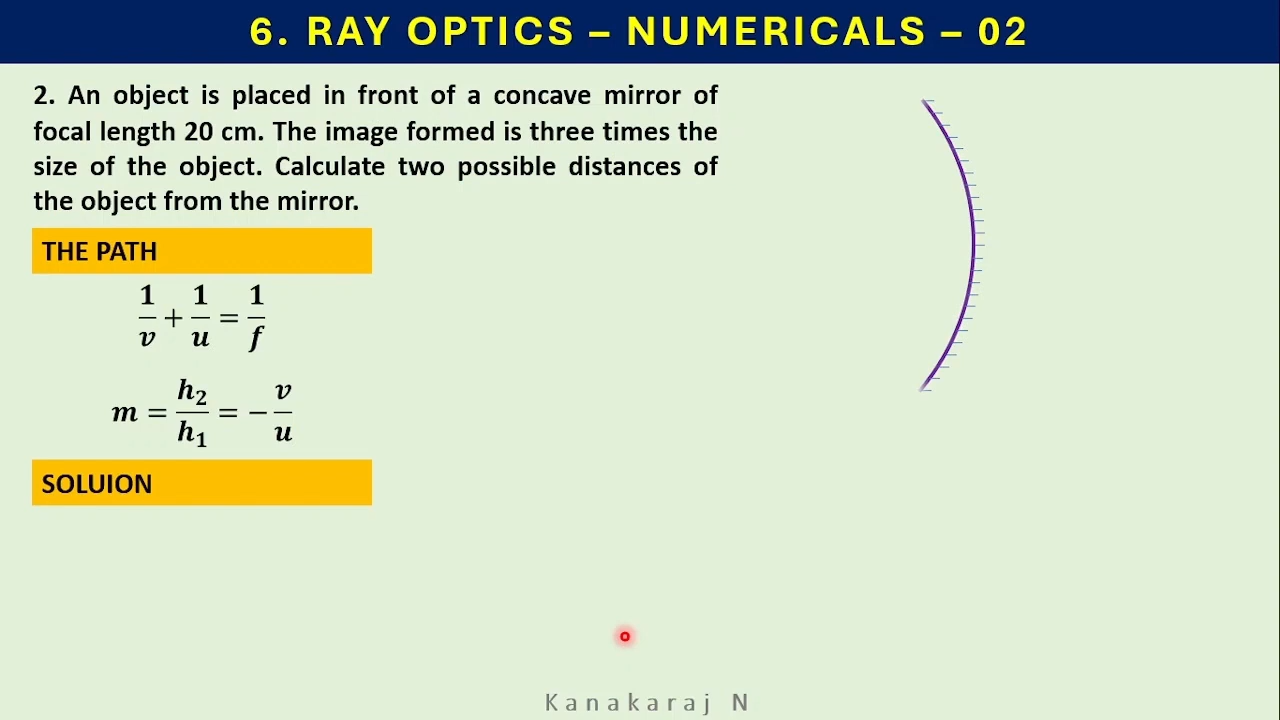 6. RAY OPTICS – NUMERICALS – 02
2. An object is placed in front of a concave mirror of
focal length 20 cm. The image formed is three times the
size of the object. Calculate two possible distances of
the object from the mirror.
THE PATH
1/v + 1/u = 1/f
m = h₂/h₁ = −v/u
SOLUION
Kanakaraj N